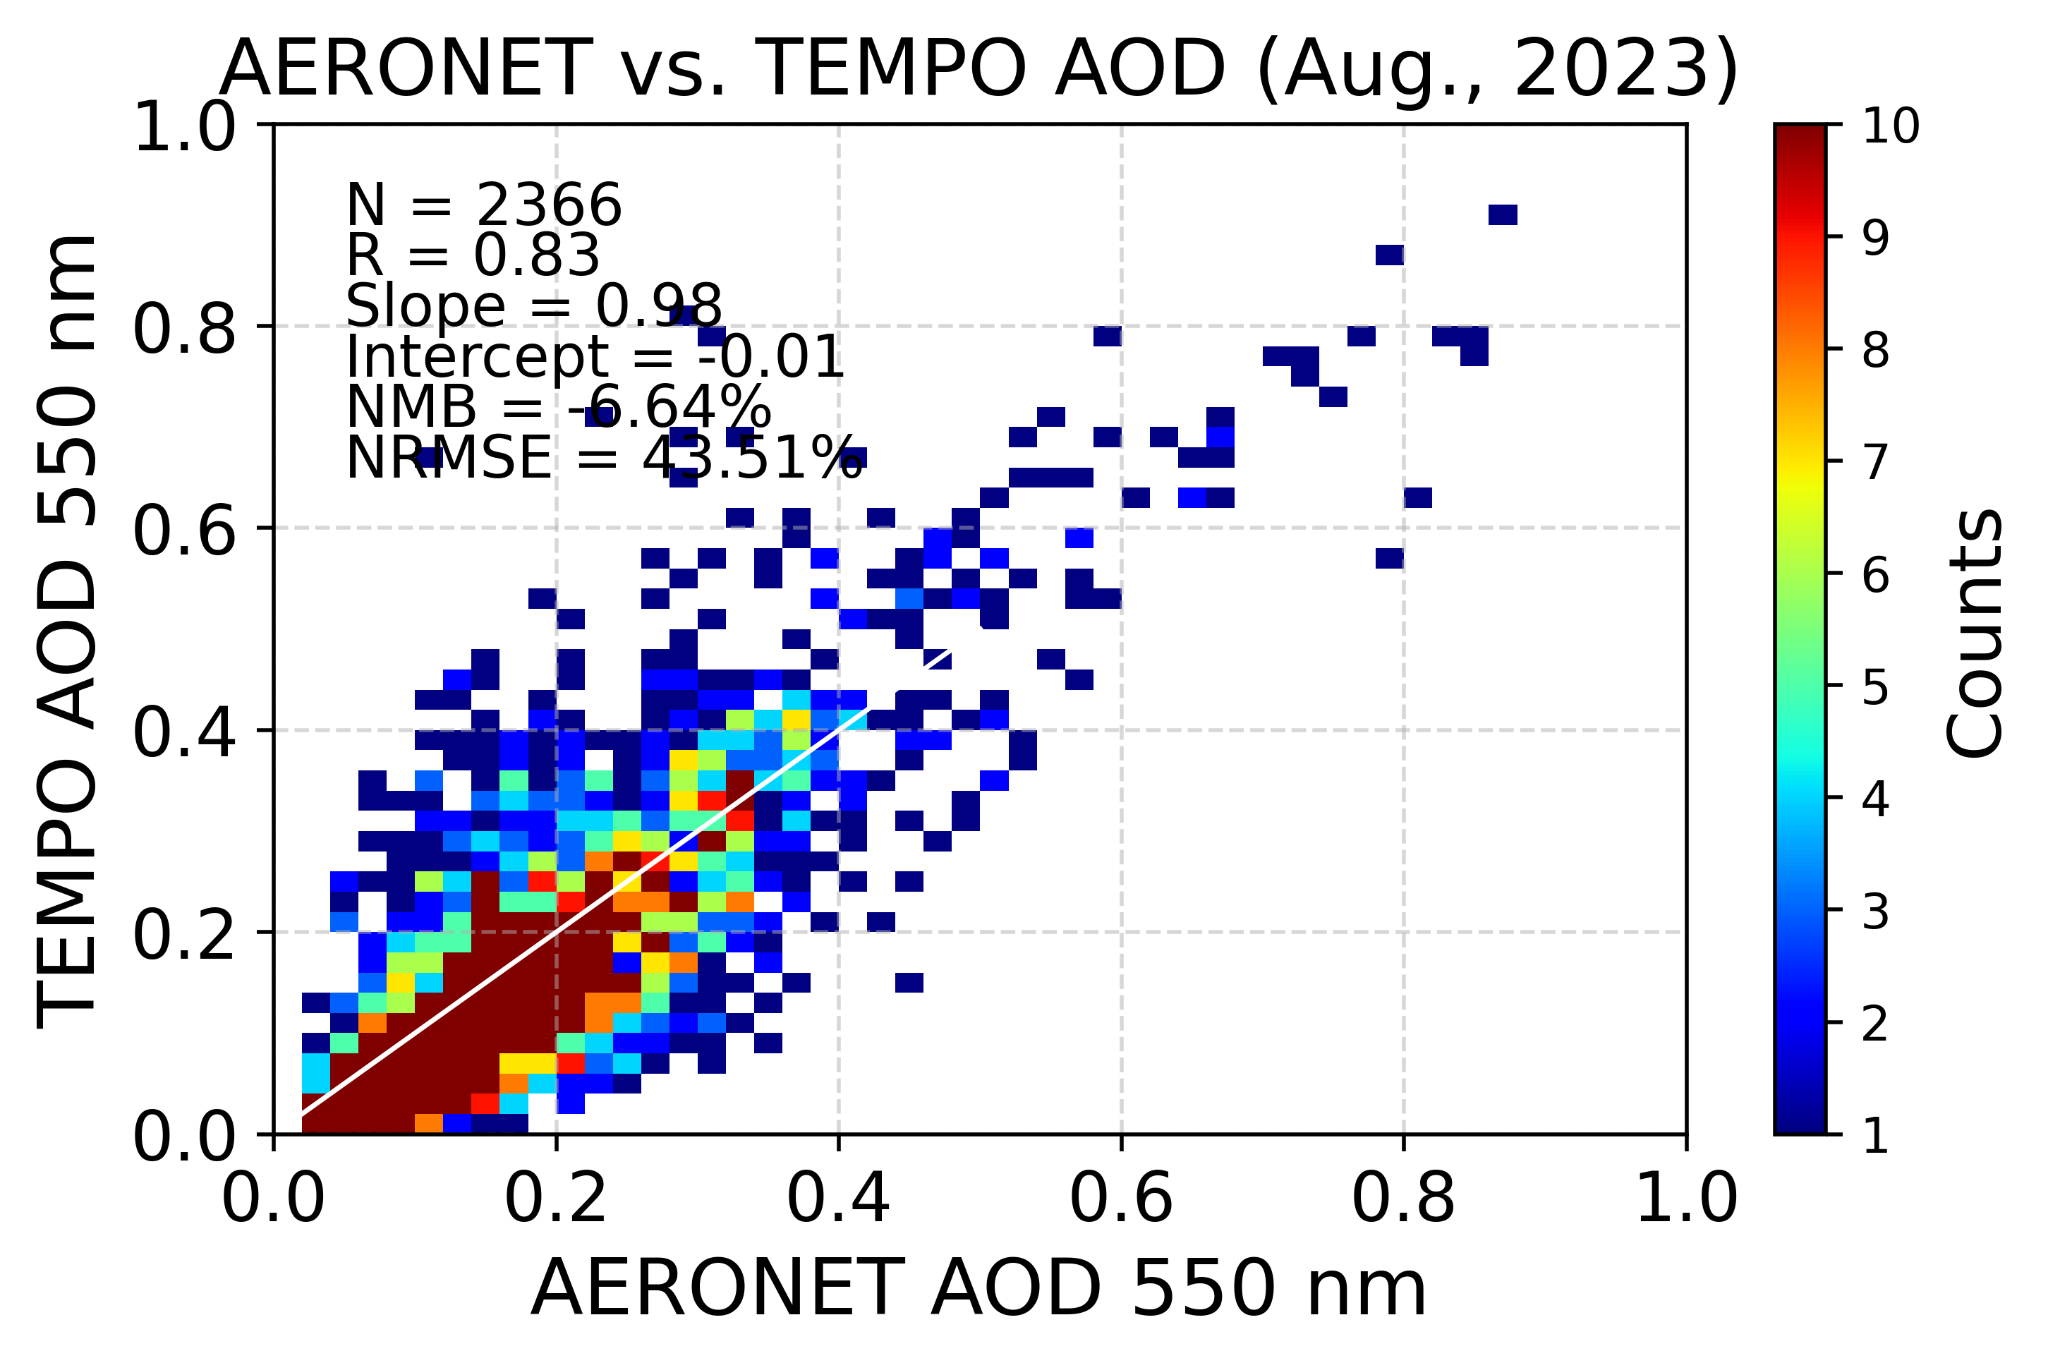 AERONET vs. TEMPO AOD (Aug., 2023)
N = 2366
R = 0.83
Slope = 0.98
Intercept = -0.01
NMB = -6.64%
NRMSE = 43.51%
TEMPO AOD 550 nm
1.0
0.8
0.6
0.4
0.2
0.0
0.0 0.2 0.4 0.6 0.8 1.0
AERONET AOD 550 nm
10
9
8
7
6
5
4
3
2
1
Counts